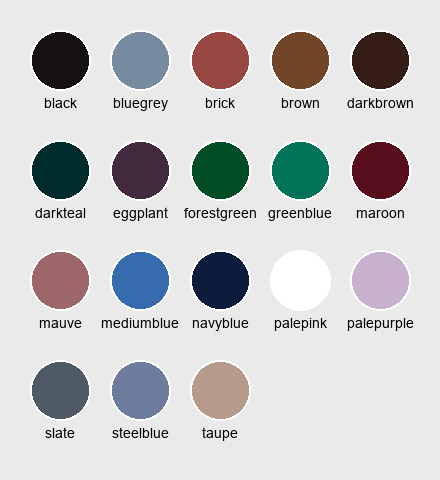 black bluegrey brick brown darkbrown
darkteal eggplant forestgreen greenblue maroon
mauve mediumblue navyblue palepink palepurple
slate steelblue taupe